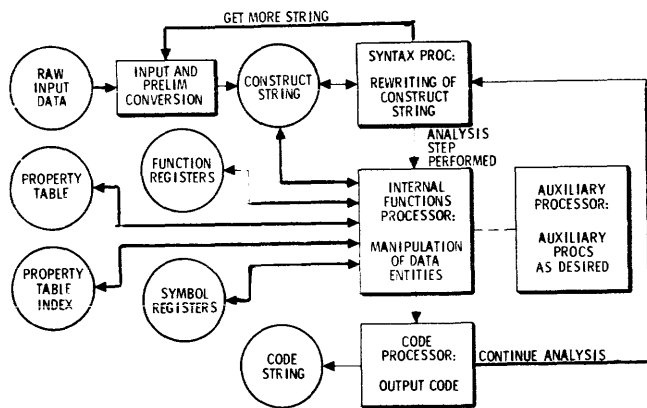 GET MORE STRING
RAW
INPUT
DATA
INPUT AND
PRELIM
CONVERSION
CONSTRUCT
STRING
SYNTAX PROC:
REWRITING OF
CONSTRUCT
STRING
ANALYSIS
STEP
PERFORMED
FUNCTION
REGISTERS
PROPERTY
TABLE
INTERNAL
FUNCTIONS
PROCESSOR:
MANIPULATION
OF DATA
ENTITIES
AUXILIARY
PROCESSOR:
AUXILIARY
PROCS
AS DESIRED
PROPERTY
TABLE
INDEX
SYMBOL
REGISTERS
CODE
STRING
CODE
PROCESSOR:
OUTPUT CODE
CONTINUE ANALYSIS